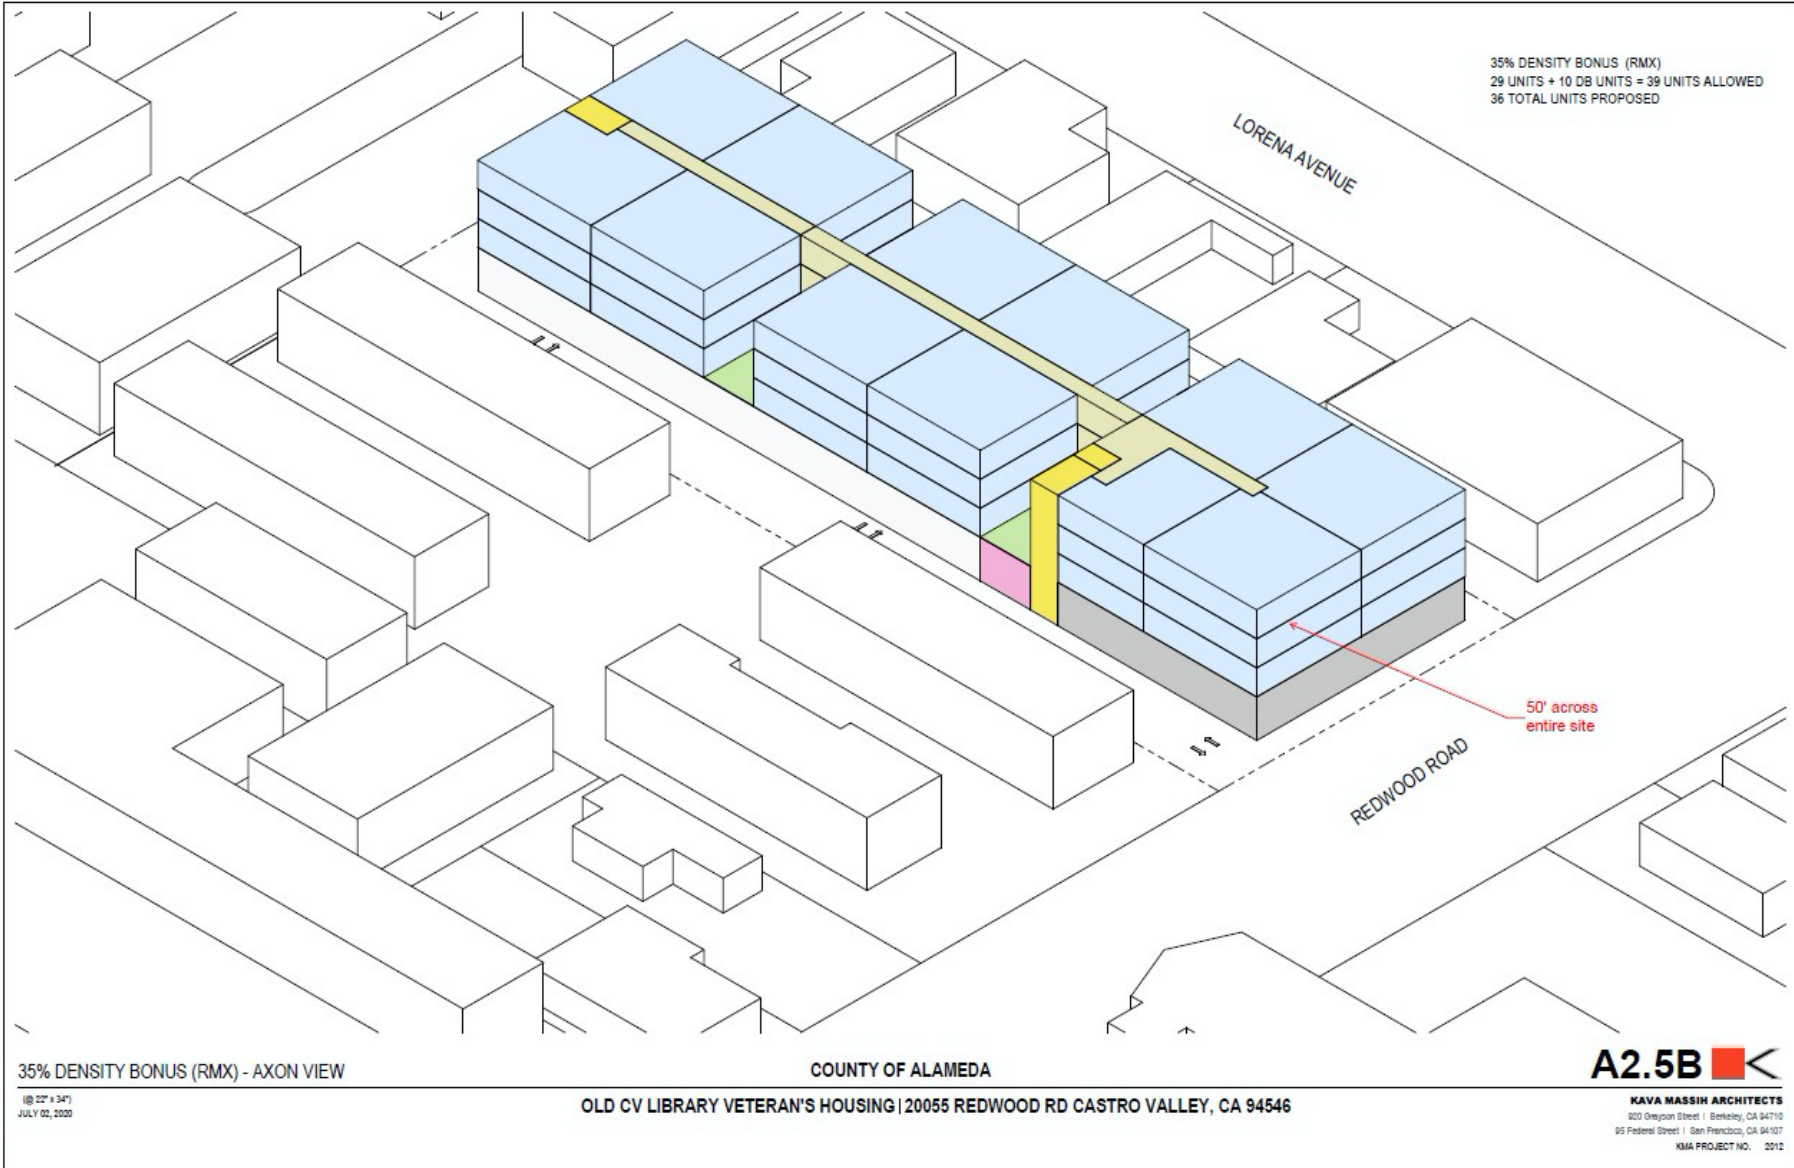 35% DENSITY BONUS (RMX)
29 UNITS + 10 DB UNITS = 39 UNITS ALLOWED
36 TOTAL UNITS PROPOSED
LORENA AVENUE
50' across
entire site
REDWOOD ROAD
35% DENSITY BONUS (RMX) - AXON VIEW
(@ 22" x 34")
JULY 02, 2020
COUNTY OF ALAMEDA
OLD CV LIBRARY VETERAN'S HOUSING | 20055 REDWOOD RD CASTRO VALLEY, CA 94546
A2.5B
KAVA MASSIH ARCHITECTS
920 Grayson Street | Berkeley, CA 94710
95 Federal Street | San Francisco, CA 94107
KMA PROJECT NO. 2012